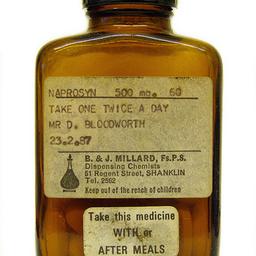 NAPROSYN 500 mg. 60
TAKE ONE TWICE A DAY
MR D. BLOODWORTH
23.2.87
B. & J. MILLARD, Fs.P.S.
Dispensing Chemists
51 Regent Street, SHANKLIN
Tel. 2562
Keep out of the reach of children
Take this medicine
WITH or
AFTER MEALS